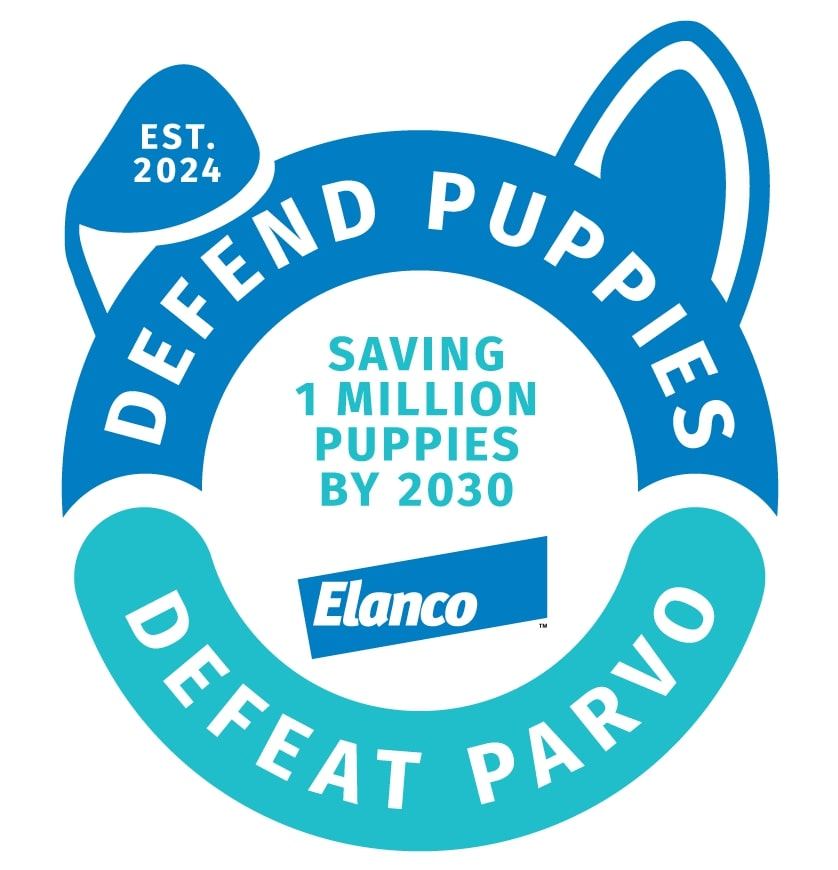 EST.
2024
DEFEND PUPPIES
SAVING
1 MILLION
PUPPIES
BY 2030
Elanco
™
DEFEAT PARVO